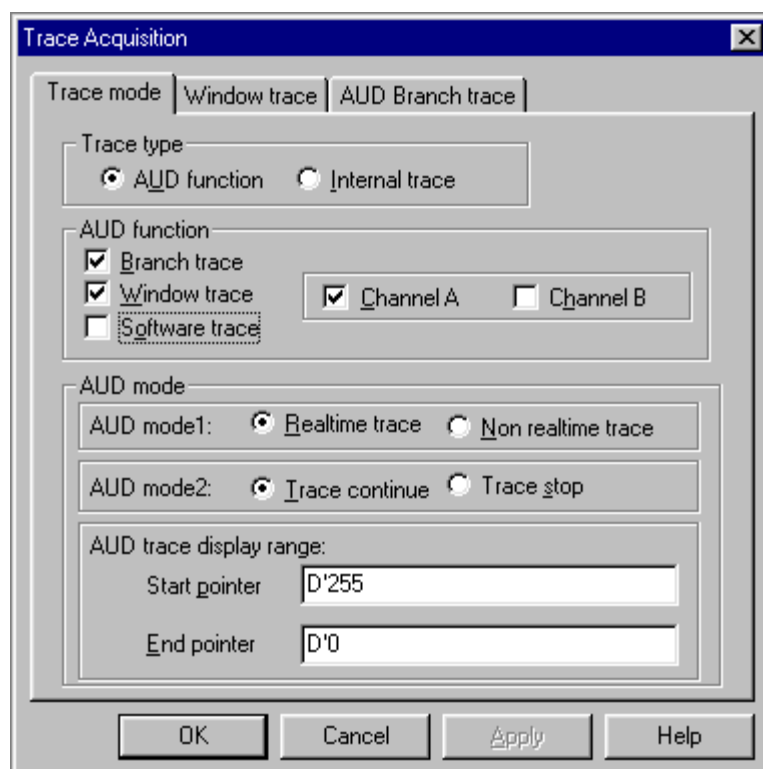 Trace Acquisition
Trace mode Window trace AUD Branch trace
Trace type
AUD function Internal trace
AUD function
Branch trace
Window trace Channel A Channel B
Software trace
AUD mode
AUD mode1: Realtime trace Non realtime trace
AUD mode2: Trace continue Trace stop
AUD trace display range:
Start pointer D'255
End pointer D'0
OK Cancel Apply Help